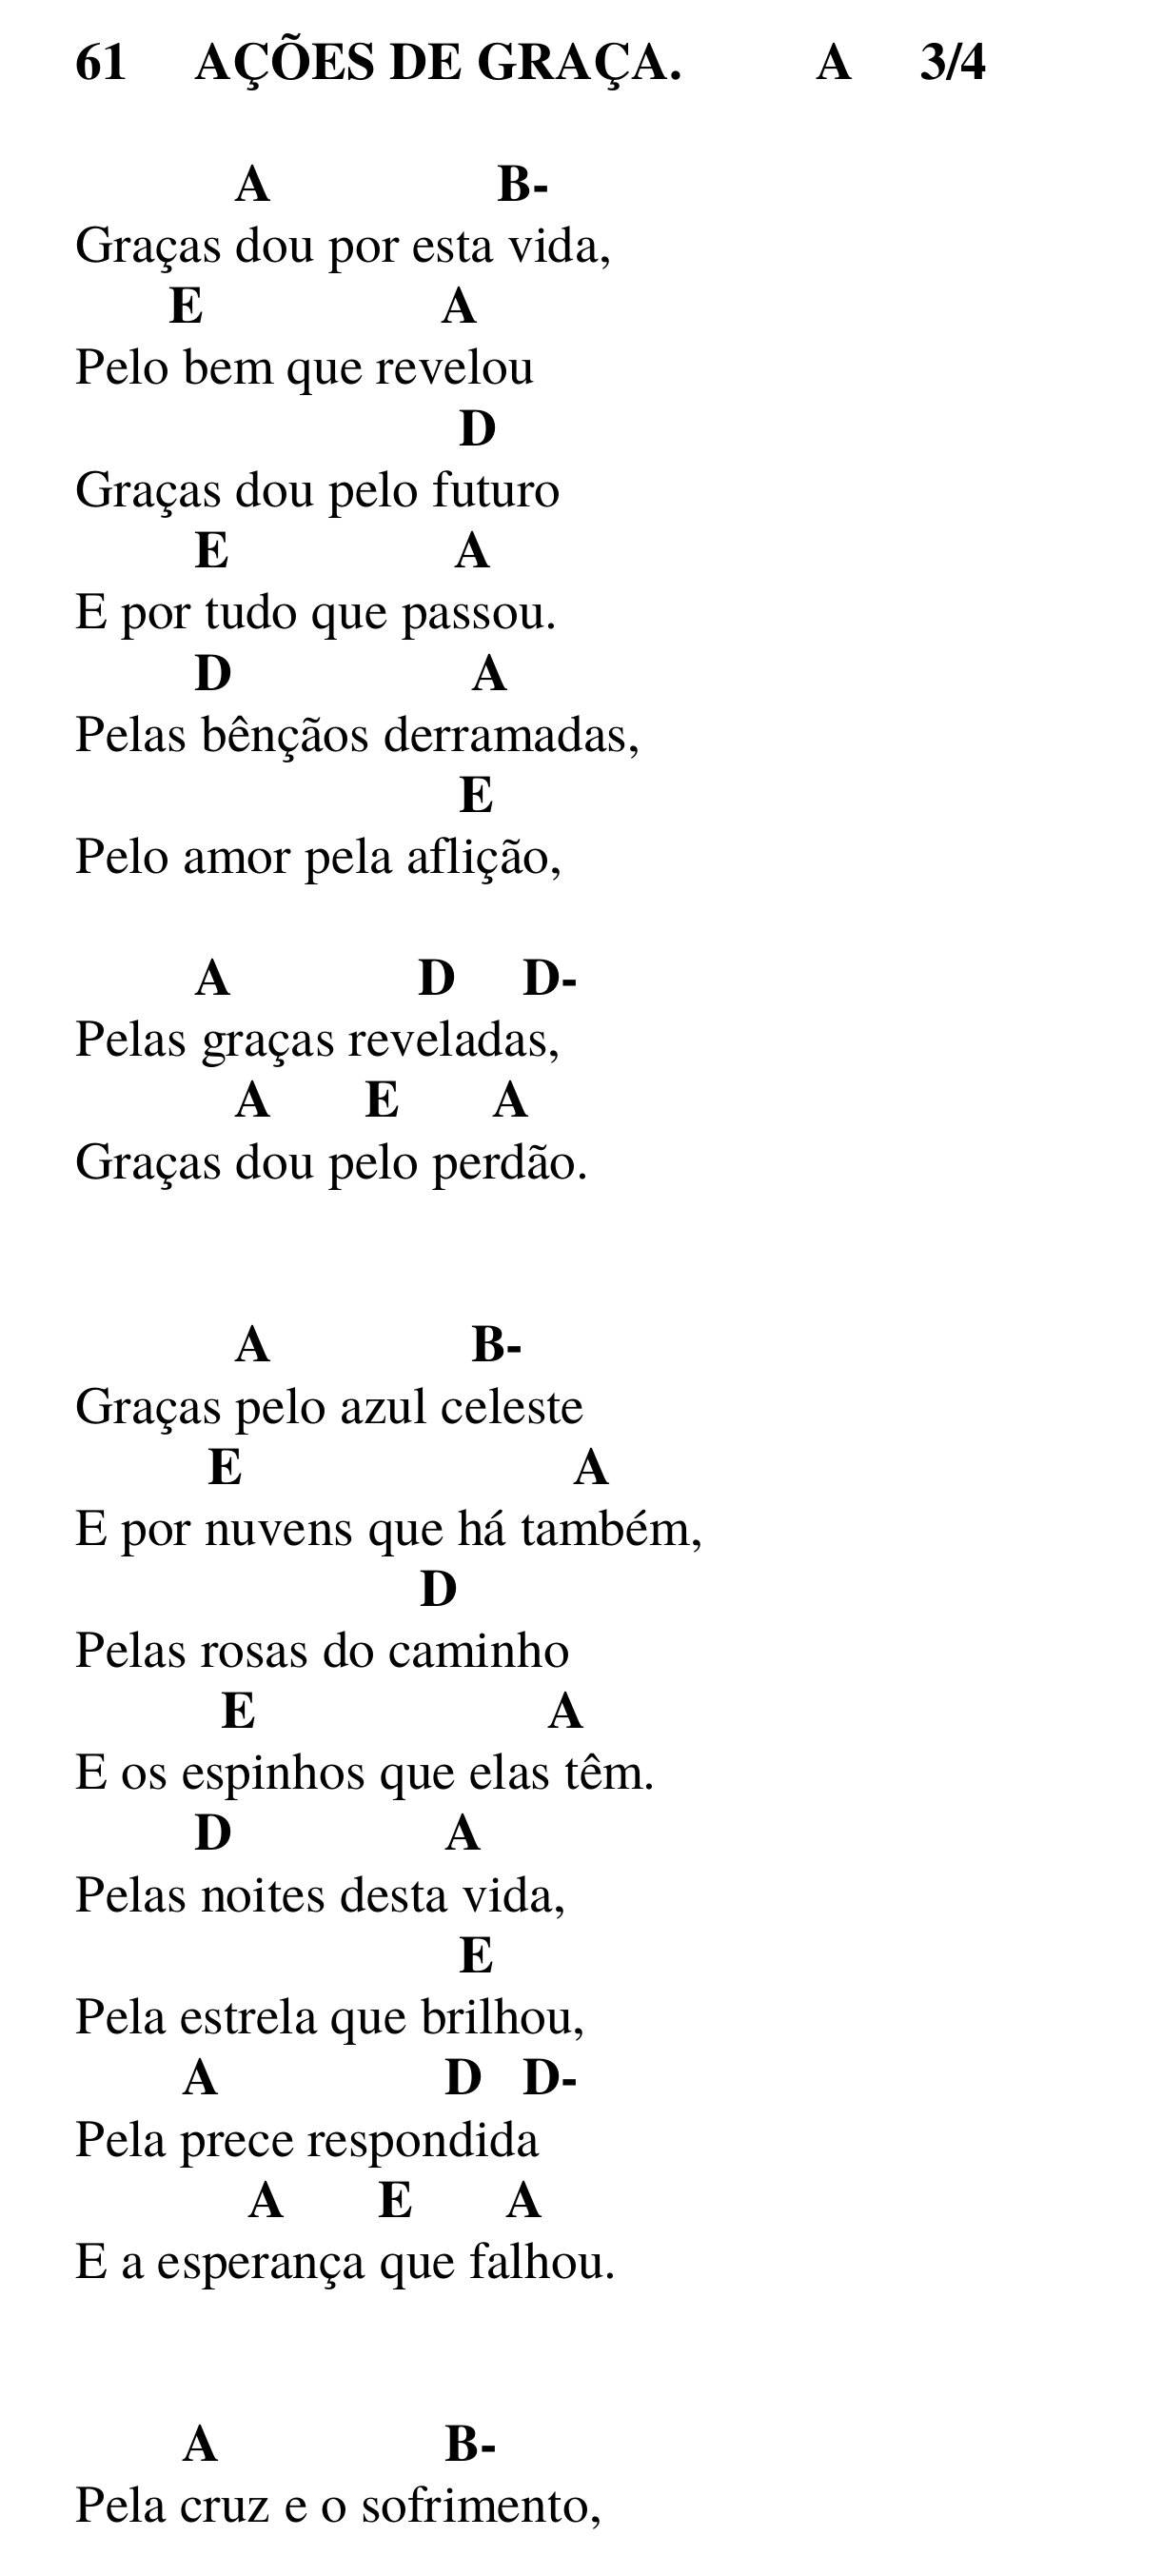 61 AÇÕES DE GRAÇA. A 3/4
A B-
Graças dou por esta vida,
E A
Pelo bem que revelou
D
Graças dou pelo futuro
E A
E por tudo que passou.
D A
Pelas bênçãos derramadas,
E
Pelo amor pela aflição,
A D D-
Pelas graças reveladas,
A E A
Graças dou pelo perdão.
A B-
Graças pelo azul celeste
E A
E por nuvens que há também,
D
Pelas rosas do caminho
E A
E os espinhos que elas têm.
D A
Pelas noites desta vida,
E
Pela estrela que brilhou,
A D D-
Pela prece respondida
A E A
E a esperança que falhou.
A B-
Pela cruz e o sofrimento,